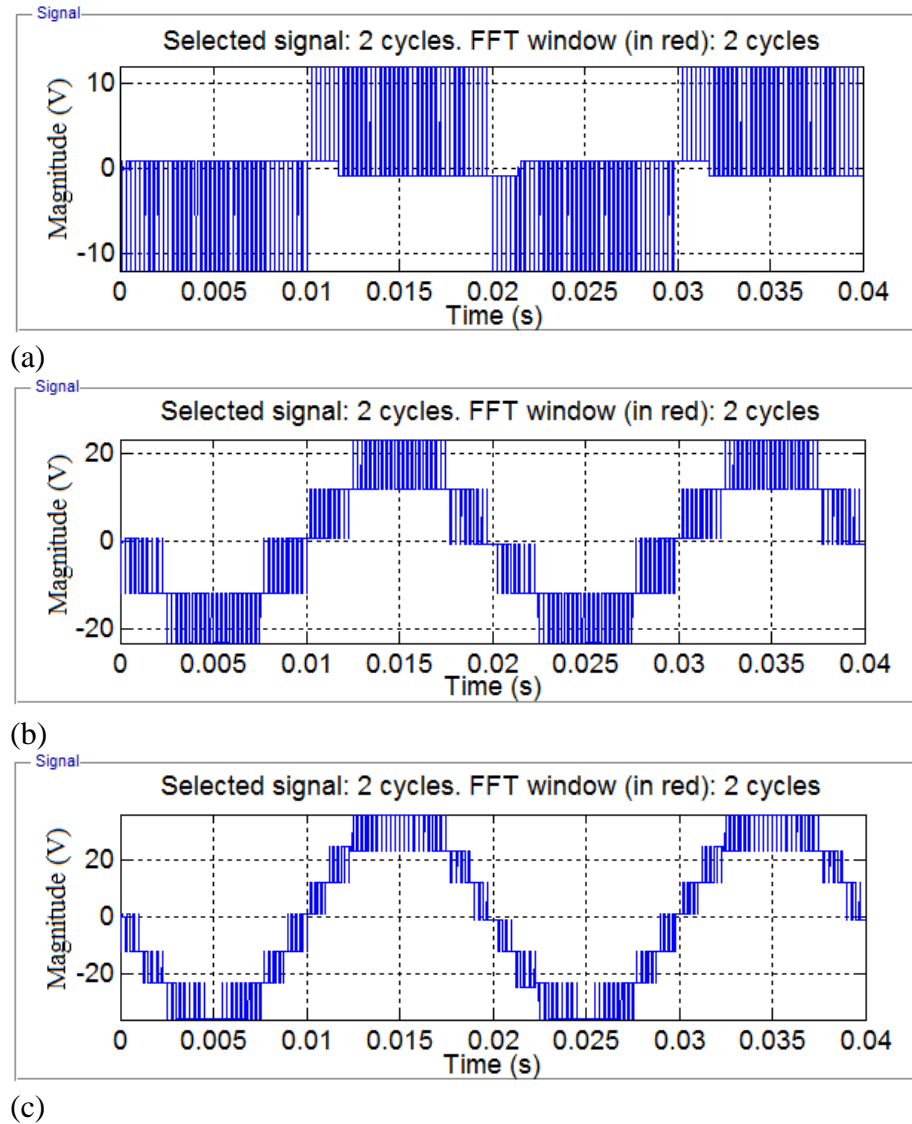 Signal
Selected signal: 2 cycles. FFT window (in red): 2 cycles
Magnitude (V)
10
0
-10
0 0.005 0.01 0.015 0.02 0.025 0.03 0.035 0.04
Time (s)
(a)
Signal
Selected signal: 2 cycles. FFT window (in red): 2 cycles
Magnitude (V)
20
0
-20
0 0.005 0.01 0.015 0.02 0.025 0.03 0.035 0.04
Time (s)
(b)
Signal
Selected signal: 2 cycles. FFT window (in red): 2 cycles
Magnitude (V)
20
0
-20
0 0.005 0.01 0.015 0.02 0.025 0.03 0.035 0.04
Time (s)
(c)